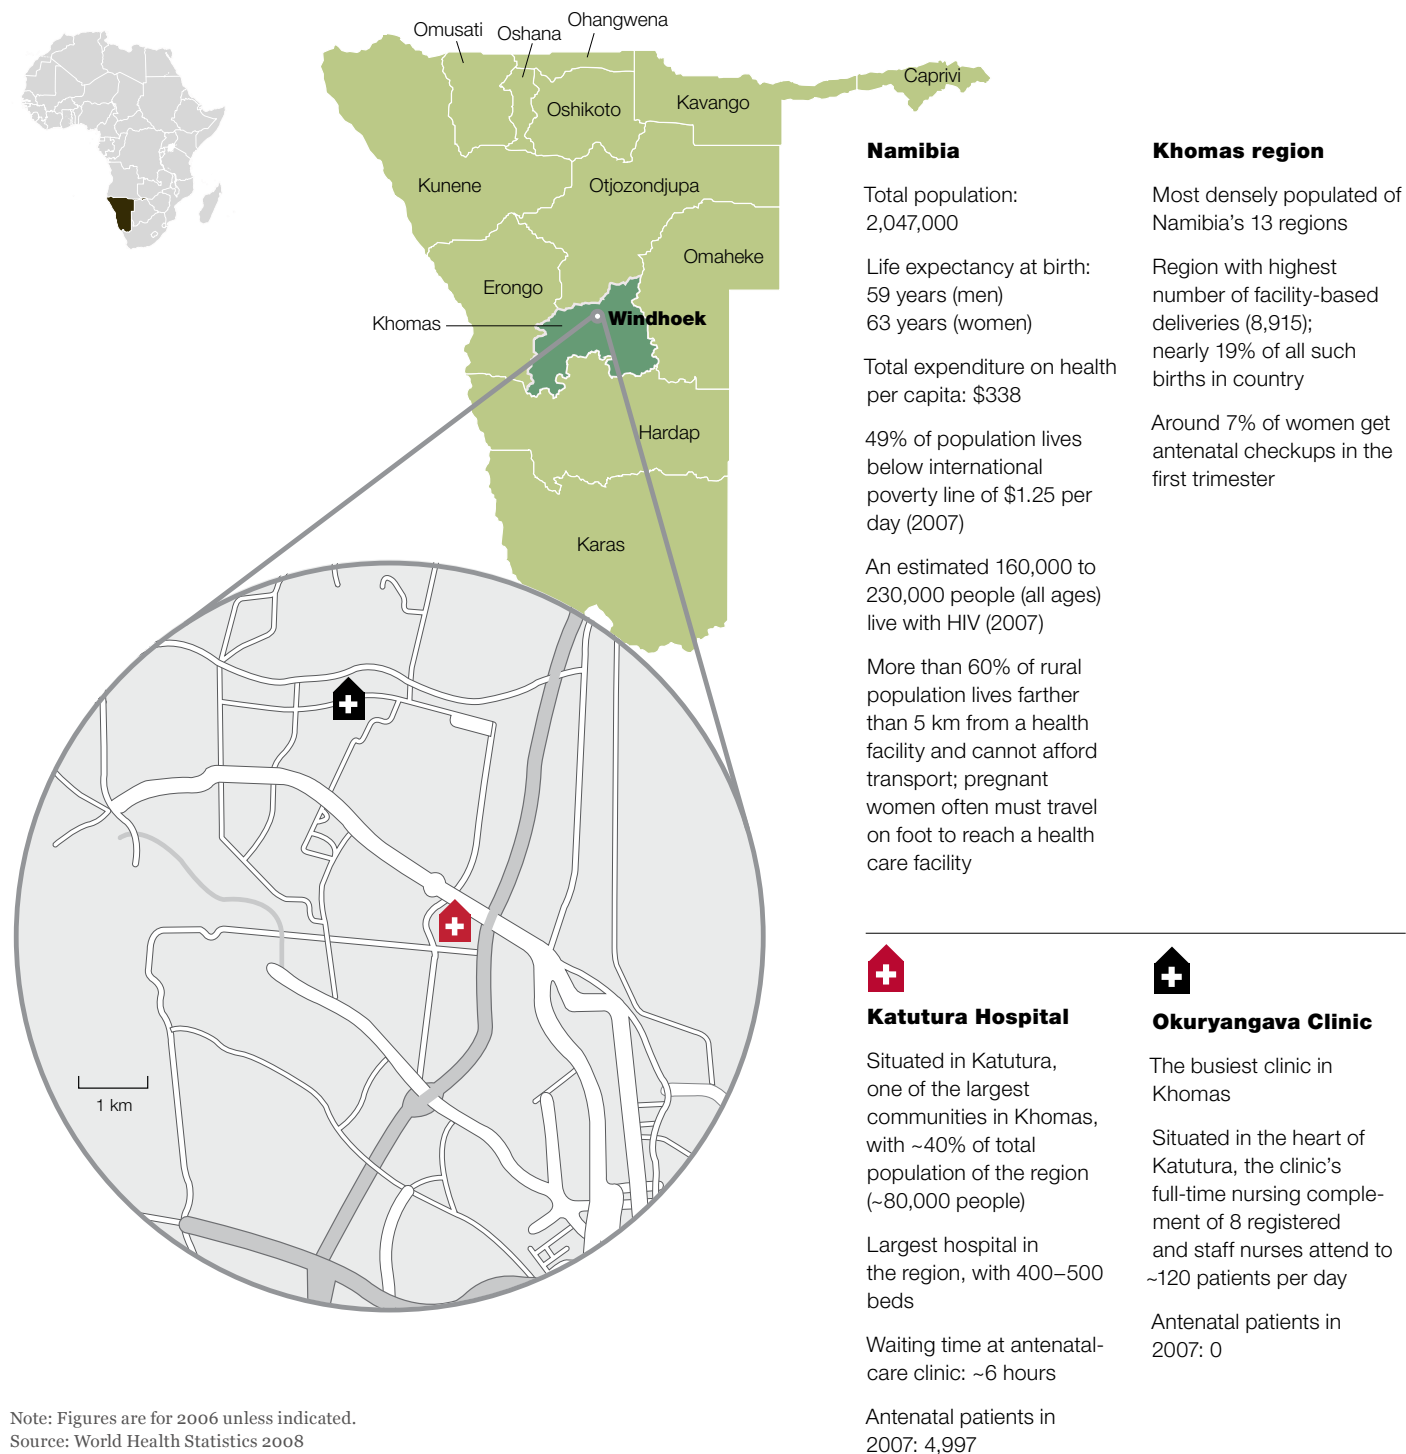 Omusati
Oshana
Ohangwena
Caprivi
Oshikoto
Kavango
Kunene
Otjozondjupa
Omaheke
Erongo
Khomas
Windhoek
Hardap
Karas
1 km
Namibia
Total population:
2,047,000
Life expectancy at birth:
59 years (men)
63 years (women)
Total expenditure on health
per capita: $338
49% of population lives
below international
poverty line of $1.25 per
day (2007)
An estimated 160,000 to
230,000 people (all ages)
live with HIV (2007)
More than 60% of rural
population lives farther
than 5 km from a health
facility and cannot afford
transport; pregnant
women often must travel
on foot to reach a health
care facility
Khomas region
Most densely populated of
Namibia’s 13 regions
Region with highest
number of facility-based
deliveries (8,915);
nearly 19% of all such
births in country
Around 7% of women get
antenatal checkups in the
first trimester
Katutura Hospital
Situated in Katutura,
one of the largest
communities in Khomas,
with ~40% of total
population of the region
(~80,000 people)
Largest hospital in
the region, with 400–500
beds
Waiting time at antenatal-
care clinic: ~6 hours
Antenatal patients in
2007: 4,997
Okuryangava Clinic
The busiest clinic in
Khomas
Situated in the heart of
Katutura, the clinic’s
full-time nursing comple-
ment of 8 registered
and staff nurses attend to
~120 patients per day
Antenatal patients in
2007: 0
Note: Figures are for 2006 unless indicated.
Source: World Health Statistics 2008